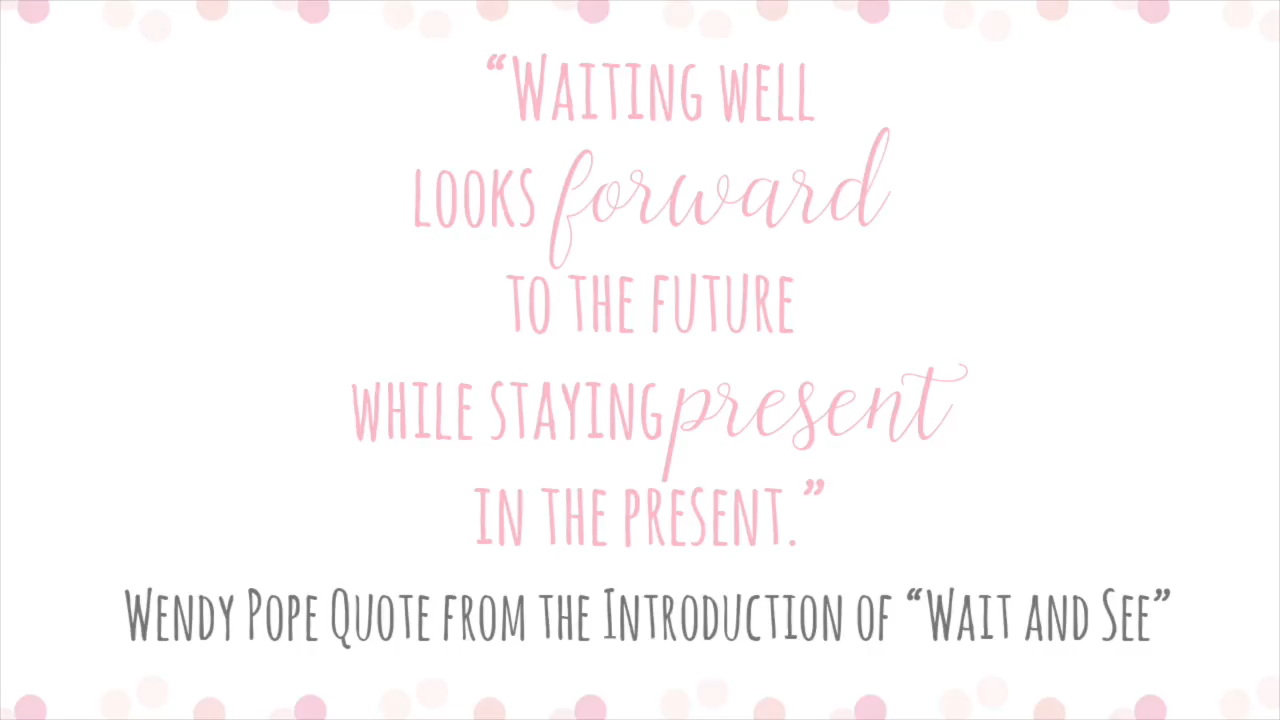 “Waiting well
looks forward
to the future
while staying present
in the present.”
Wendy Pope Quote from the Introduction of “Wait and See”